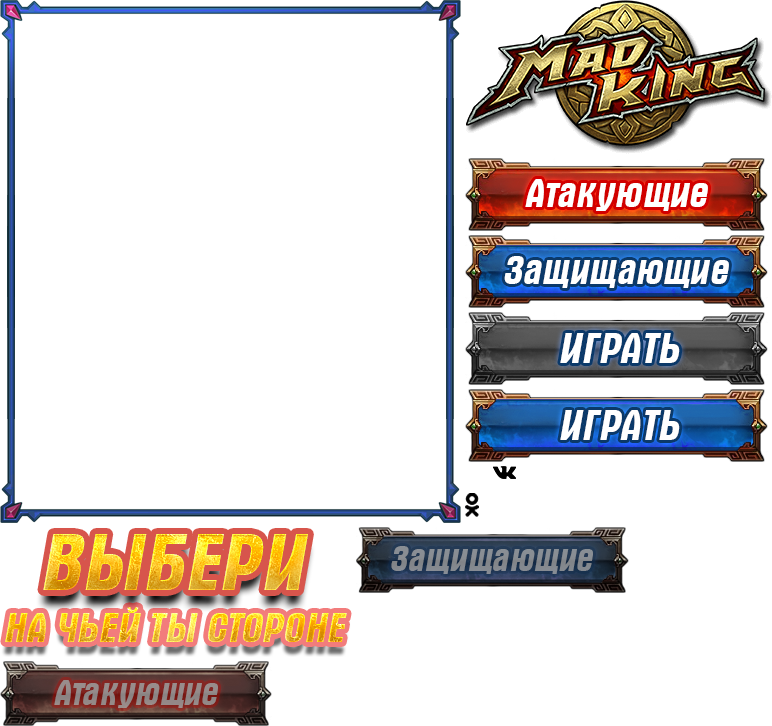 MAD
KING
Атакующие
Защищающие
ИГРАТЬ
ИГРАТЬ
ВЫБЕРИ
НА ЧЬЕЙ ТЫ СТОРОНЕ
Защищающие
Атакующие